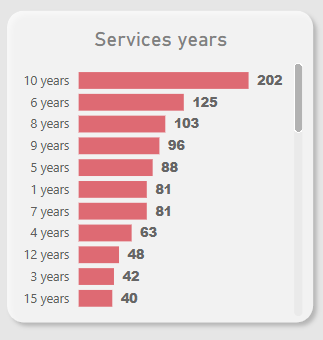 Services years
10 years 202
6 years 125
8 years 103
9 years 96
5 years 88
1 years 81
7 years 81
4 years 63
12 years 48
3 years 42
15 years 40